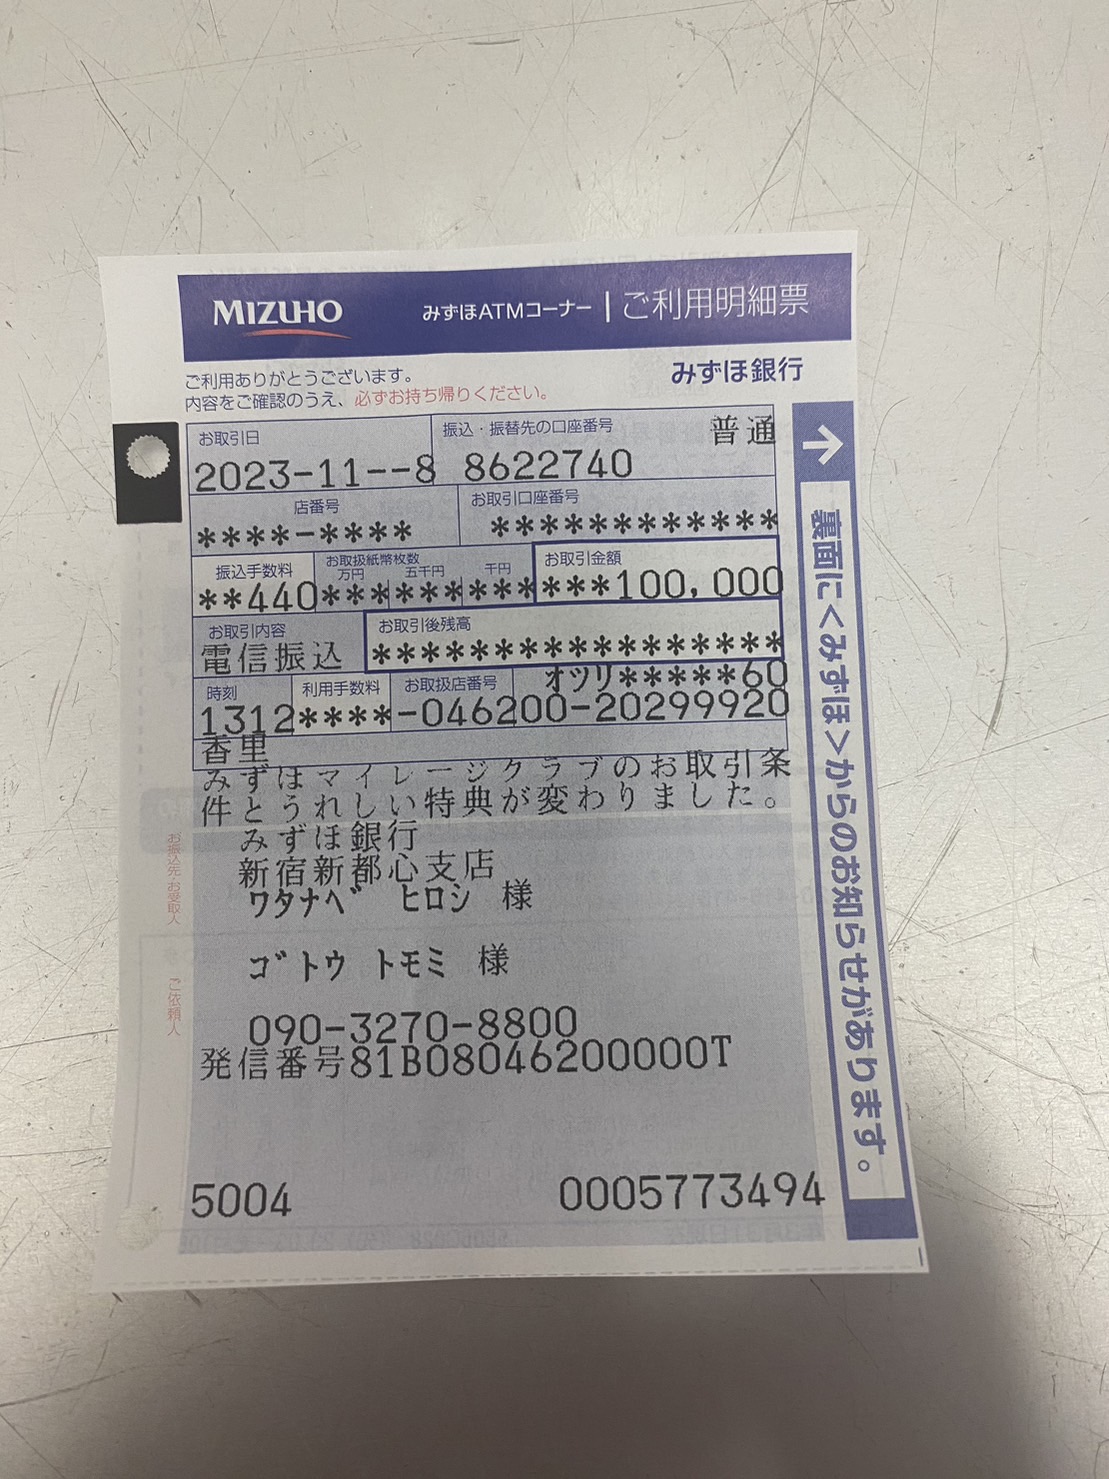 MIZUHO
みずほATMコーナー | ご利用明細票
ご利用ありがとうございます。
みずほ銀行
内容をご確認のうえ、必ずお持ち帰りください。
お取引日
振込・振替先の口座番号 普通
2023-11--8 8622740
店番号 お取引口座番号
****-**** ************
振込手数料 お取扱紙幣枚数 お取引金額
万円 五千円 千円
**440*********** ***100,000
お取引内容 お取引後残高
電信振込 *****************
オツリ*****60
時刻 利用手数料 お取扱店番号
1312****-046200-20299920
香里
みずほマイレージクラブのお取引条
件とうれしい特典が変わりました。
みずほ銀行
新宿新都心支店
お振込先・お受取人
ワタナベ ヒロシ 様
ご依頼人
ゴトウ トモミ 様
090-3270-8800
発信番号81B08046200000T
5004 0005773494
→ 裏面に<みずほ>からのお知らせがあります。